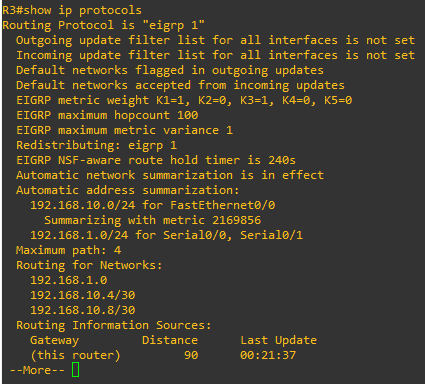 R3#show ip protocols
Routing Protocol is "eigrp 1"
Outgoing update filter list for all interfaces is not set
Incoming update filter list for all interfaces is not set
Default networks flagged in outgoing updates
Default networks accepted from incoming updates
EIGRP metric weight K1=1, K2=0, K3=1, K4=0, K5=0
EIGRP maximum hopcount 100
EIGRP maximum metric variance 1
Redistributing: eigrp 1
EIGRP NSF-aware route hold timer is 240s
Automatic network summarization is in effect
Automatic address summarization:
192.168.10.0/24 for FastEthernet0/0
Summarizing with metric 2169856
192.168.1.0/24 for Serial0/0, Serial0/1
Maximum path: 4
Routing for Networks:
192.168.1.0
192.168.10.4/30
192.168.10.8/30
Routing Information Sources:
Gateway Distance Last Update
(this router) 90 00:21:37
--More--